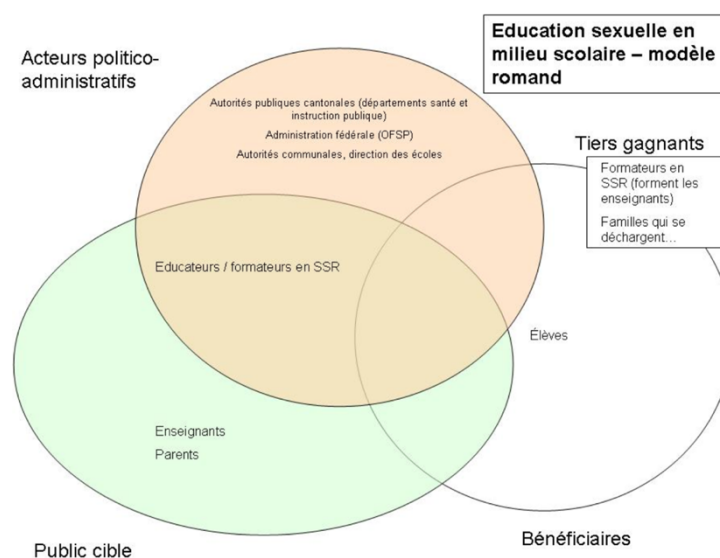 Education sexuelle en
milieu scolaire – modèle
romand
Acteurs politico-
administratifs
Autorités publiques cantonales (départements santé et
instruction publique)
Administration fédérale (OFSP)
Autorités communales, direction des écoles
Tiers gagnants
Formateurs en
SSR (forment les
enseignants)
Familles qui se
déchargent...
Educateurs / formateurs en SSR
Élèves
Enseignants
Parents
Public cible
Bénéficiaires